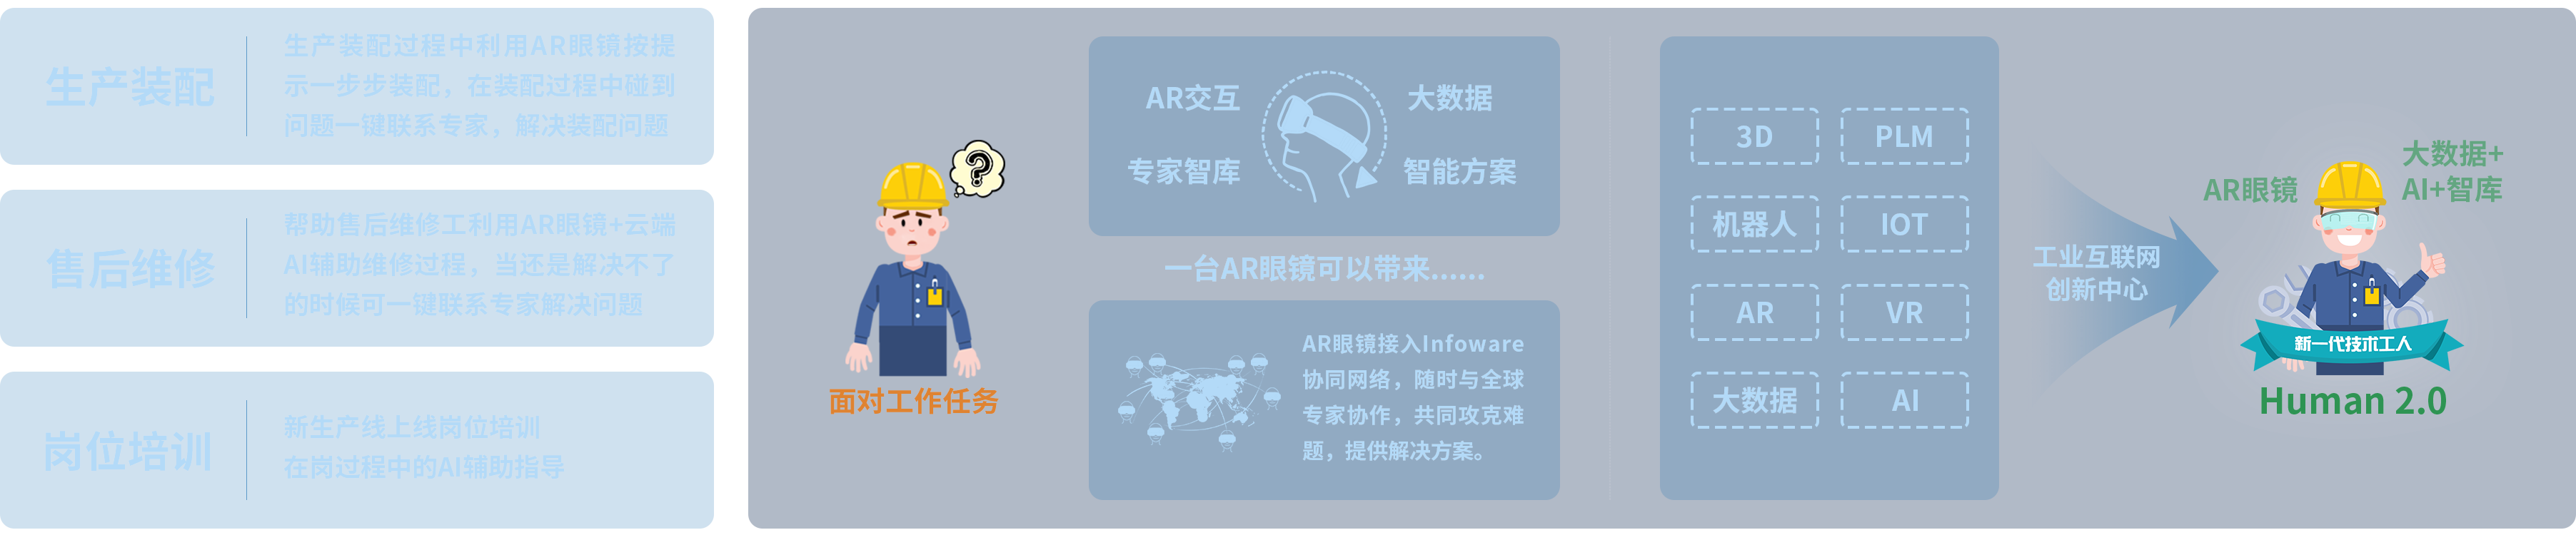 生产装配
生产装配过程中利用AR眼镜按提
示一步步装配，在装配过程中碰到
问题一键联系专家，解决装配问题
售后维修
帮助售后维修工利用AR眼镜+云端
AI辅助维修过程，当还是解决不了
的时候可一键联系专家解决问题
岗位培训
新生产线上线岗位培训
在岗过程中的AI辅助指导
?
面对工作任务
AR交互
大数据
专家智库
智能方案
一台AR眼镜可以带来......
AR眼镜接入Infoware
协同网络，随时与全球
专家协作，共同攻克难
题，提供解决方案。
3D
PLM
机器人
IOT
AR
VR
大数据
AI
工业互联网
创新中心
AR眼镜
大数据+
AI+智库
新一代技术工人
Human 2.0